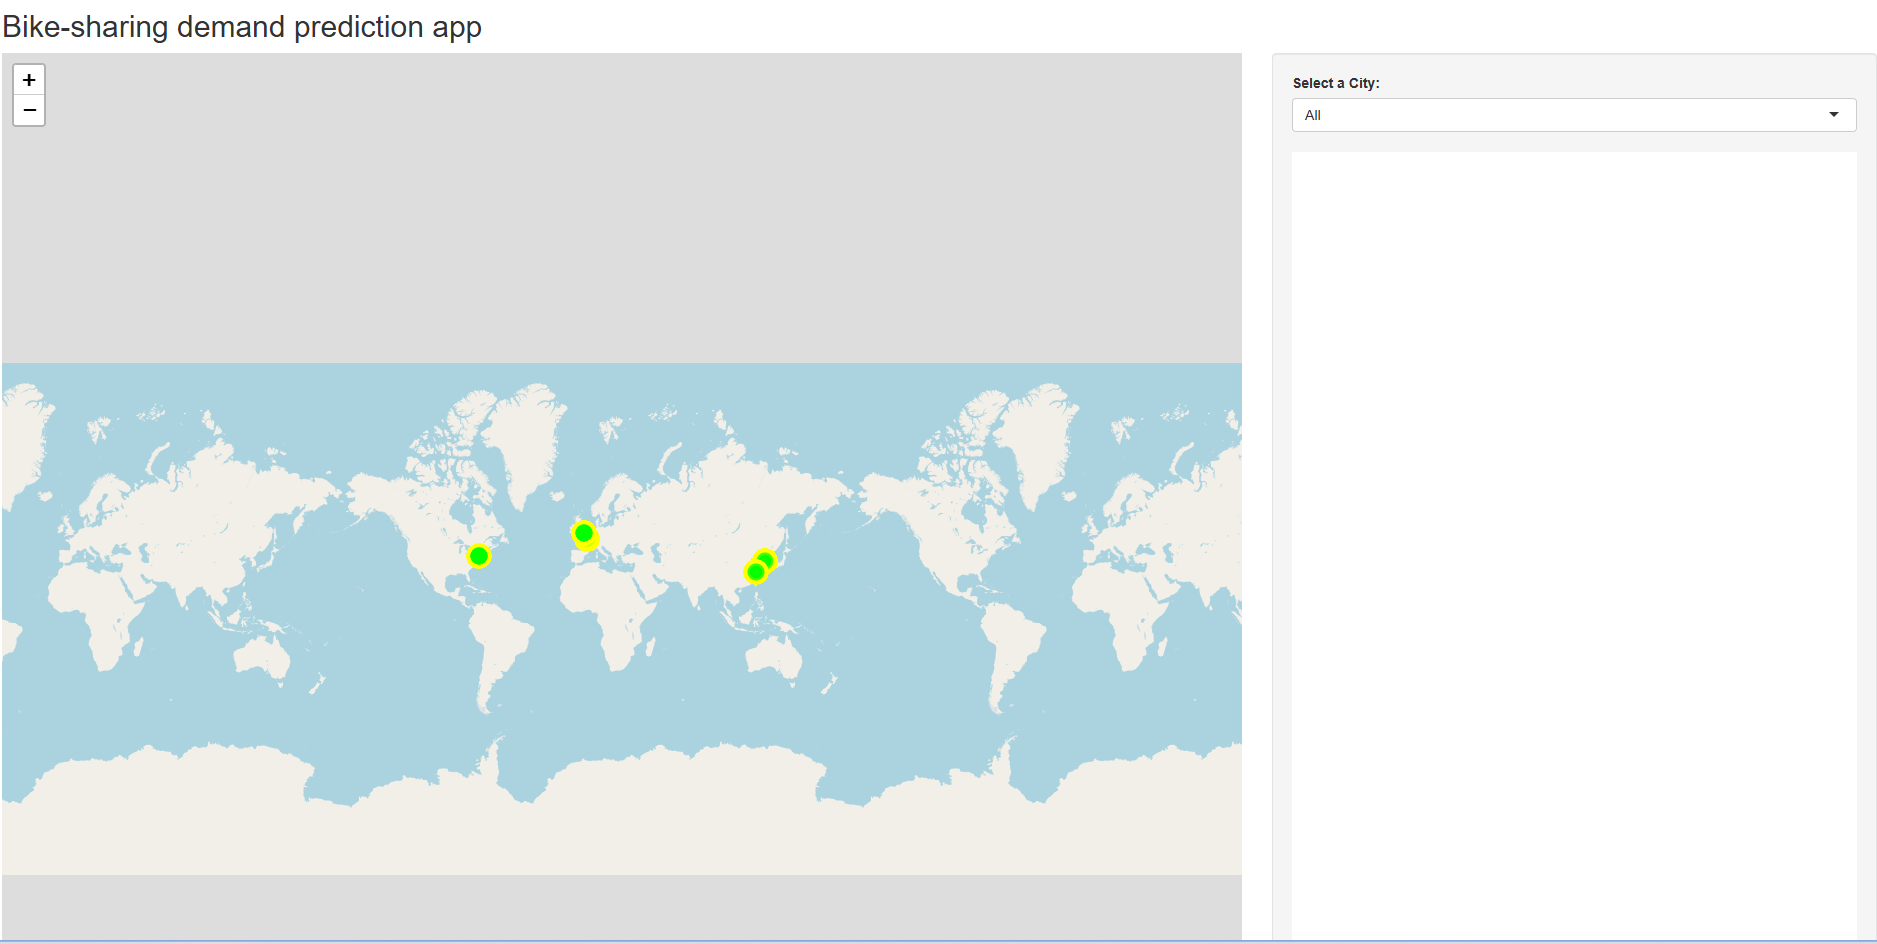 Bike-sharing demand prediction app
+
−
Select a City:
All